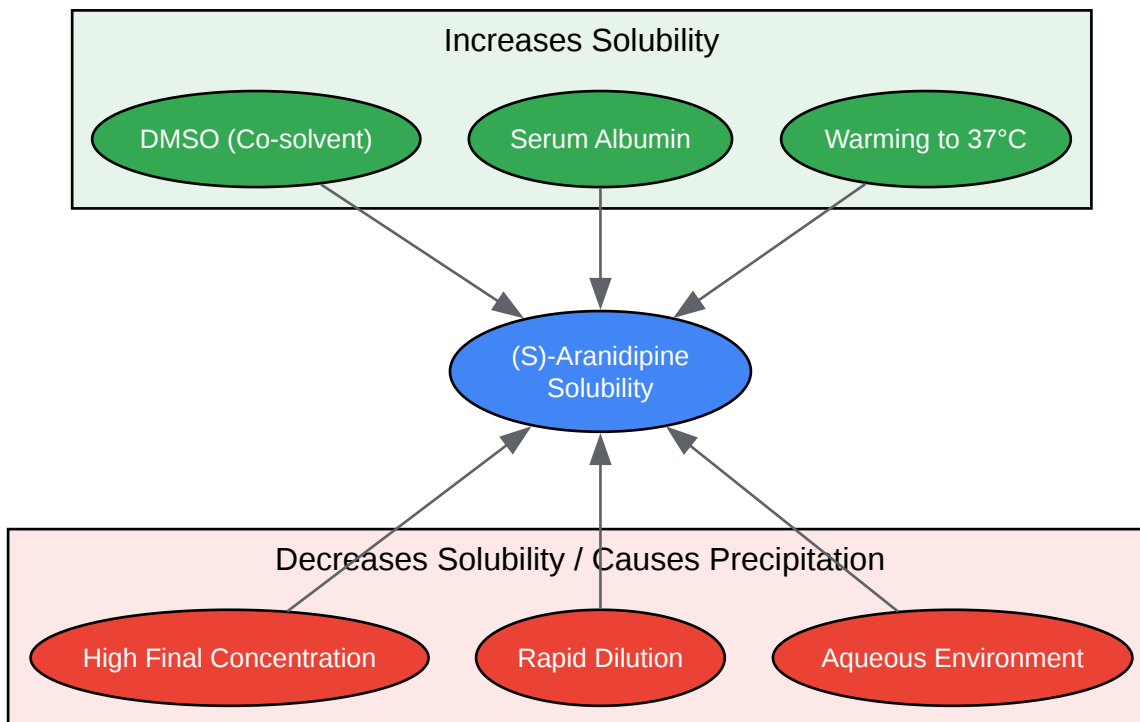 Increases Solubility
DMSO (Co-solvent)
Serum Albumin
Warming to 37°C
(S)-Aranidipine
Solubility
Decreases Solubility / Causes Precipitation
High Final Concentration
Rapid Dilution
Aqueous Environment